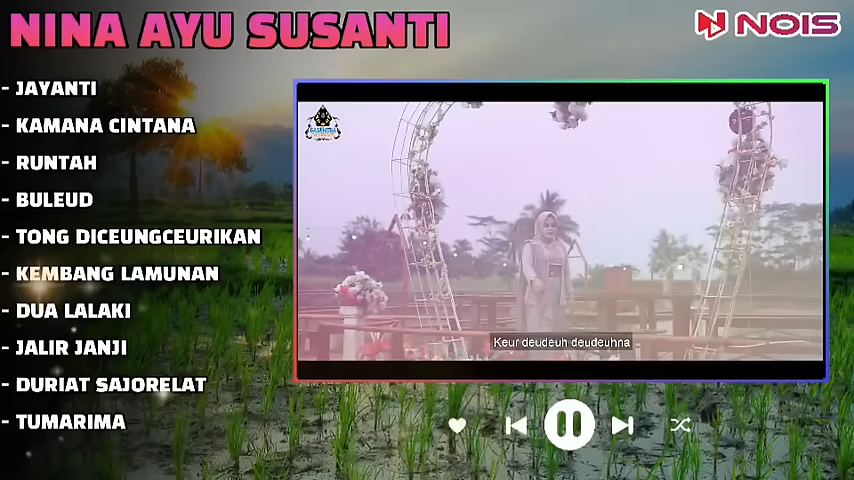 NINA AYU SUSANTI
NOIS
- JAYANTI
- KAMANA CINTANA
- RUNTAH
- BULEUD
- TONG DICEUNGCEURIKAN
- KEMBANG LAMUNAN
- DUA LALAKI
- JALIR JANJI
- DURIAT SAJORELAT
- TUMARIMA
Keur deudeuh deudeuhna